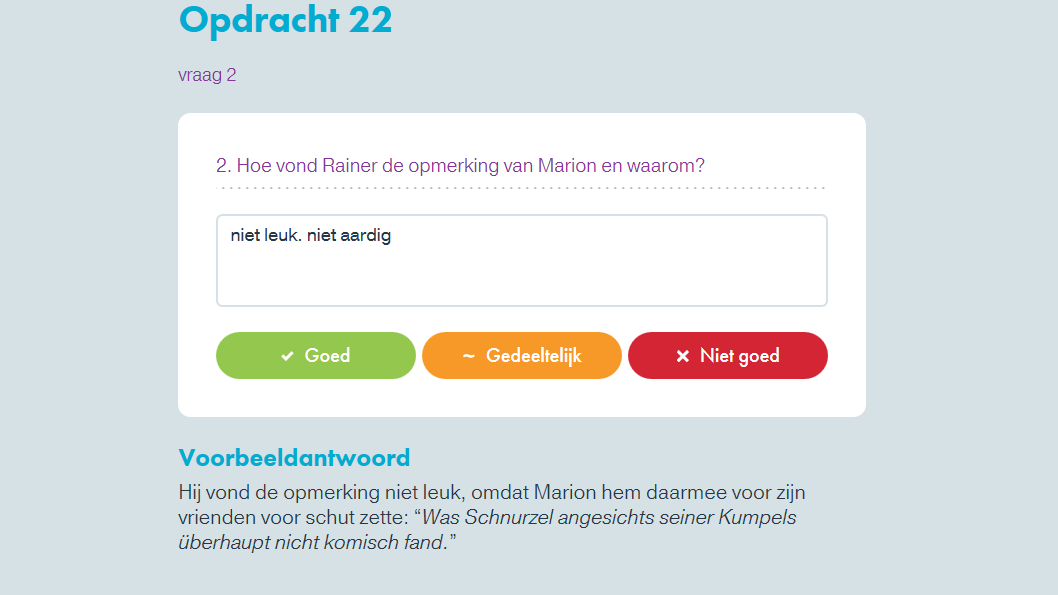 Opdracht 22
vraag 2
2. Hoe vond Rainer de opmerking van Marion en waarom?
niet leuk. niet aardig
✔ Goed
~ Gedeeltelijk
✖ Niet goed
Voorbeeldantwoord
Hij vond de opmerking niet leuk, omdat Marion hem daarmee voor zijn
vrienden voor schut zette: “Was Schnurzel angesichts seiner Kumpels
überhaupt nicht komisch fand.”